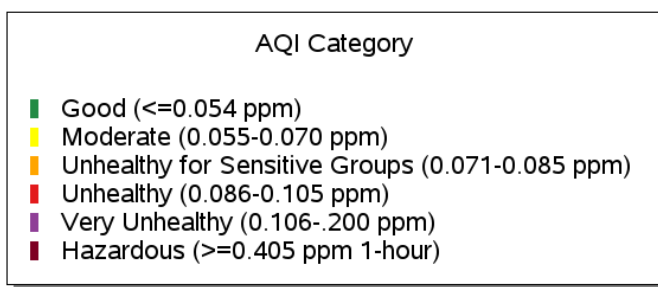 AQI Category
Good (<=0.054 ppm)
Moderate (0.055-0.070 ppm)
Unhealthy for Sensitive Groups (0.071-0.085 ppm)
Unhealthy (0.086-0.105 ppm)
Very Unhealthy (0.106-.200 ppm)
Hazardous (>=0.405 ppm 1-hour)